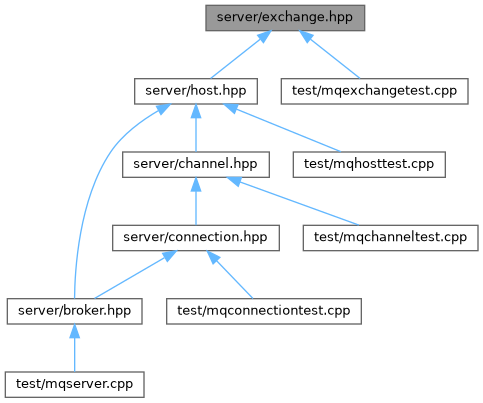 server/exchange.hpp
server/host.hpp
test/mqexchangetest.cpp
server/channel.hpp
test/mqhosttest.cpp
server/connection.hpp
test/mqchanneltest.cpp
server/broker.hpp
test/mqconnectiontest.cpp
test/mqserver.cpp